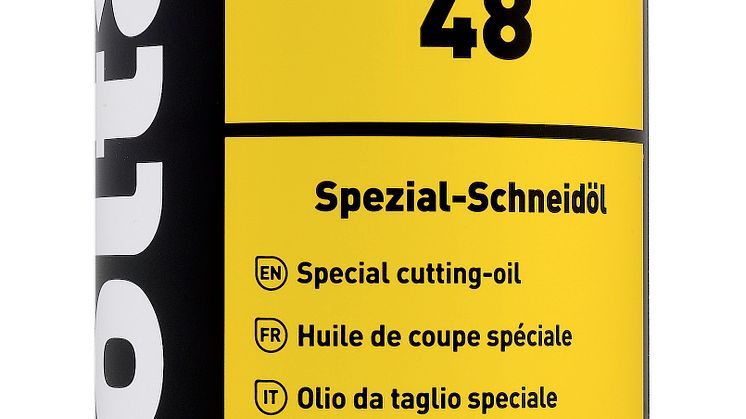 48
Spezial-Schneidöl
EN Special cutting-oil
FR Huile de coupe spéciale
IT Olio da taglio speciale